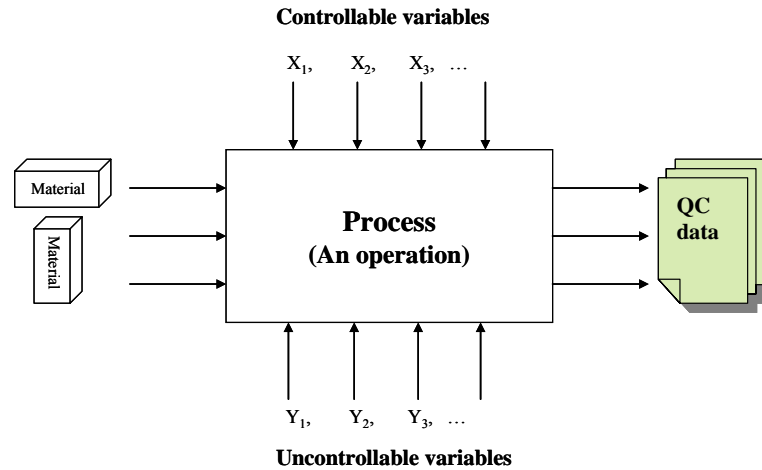 Controllable variables
X1, X2, X3, …
Material
Material
Process
(An operation)
QC
data
Y1, Y2, Y3, …
Uncontrollable variables